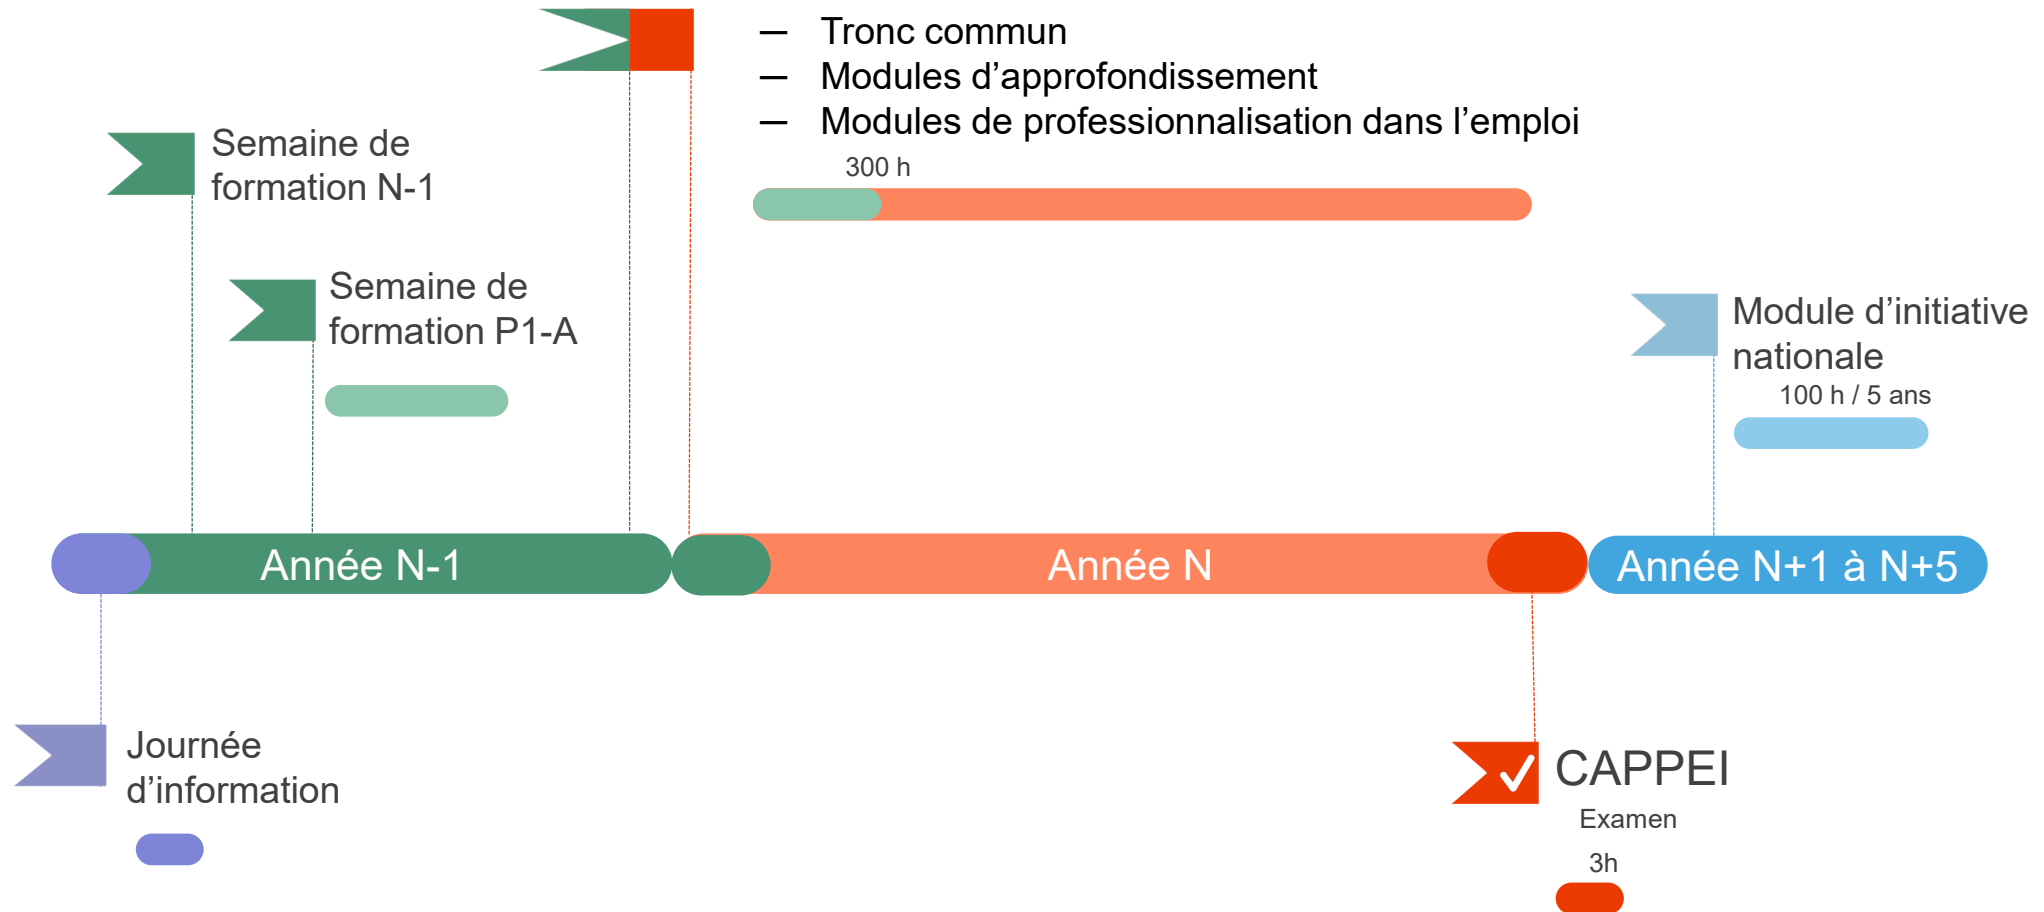 — Tronc commun
— Modules d’approfondissement
— Modules de professionnalisation dans l’emploi
300 h
Semaine de
formation N-1
Semaine de
formation P1-A
Module d’initiative
nationale
100 h / 5 ans
Année N-1
Année N
Année N+1 à N+5
Journée
d’information
CAPPEI
Examen
3h